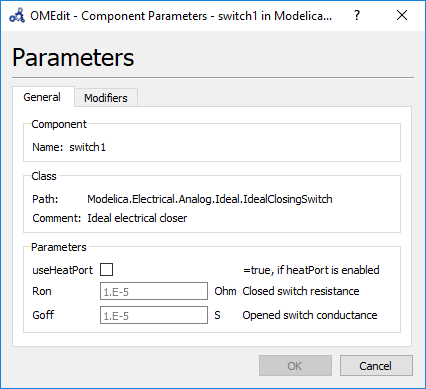 OMEdit - Component Parameters - switch1 in Modelica...
Parameters
General Modifiers
Component
Name: switch1
Class
Path: Modelica.Electrical.Analog.Ideal.IdealClosingSwitch
Comment: Ideal electrical closer
Parameters
useHeatPort =true, if heatPort is enabled
Ron 1.E-5 Ohm Closed switch resistance
Goff 1.E-5 S Opened switch conductance
OK Cancel